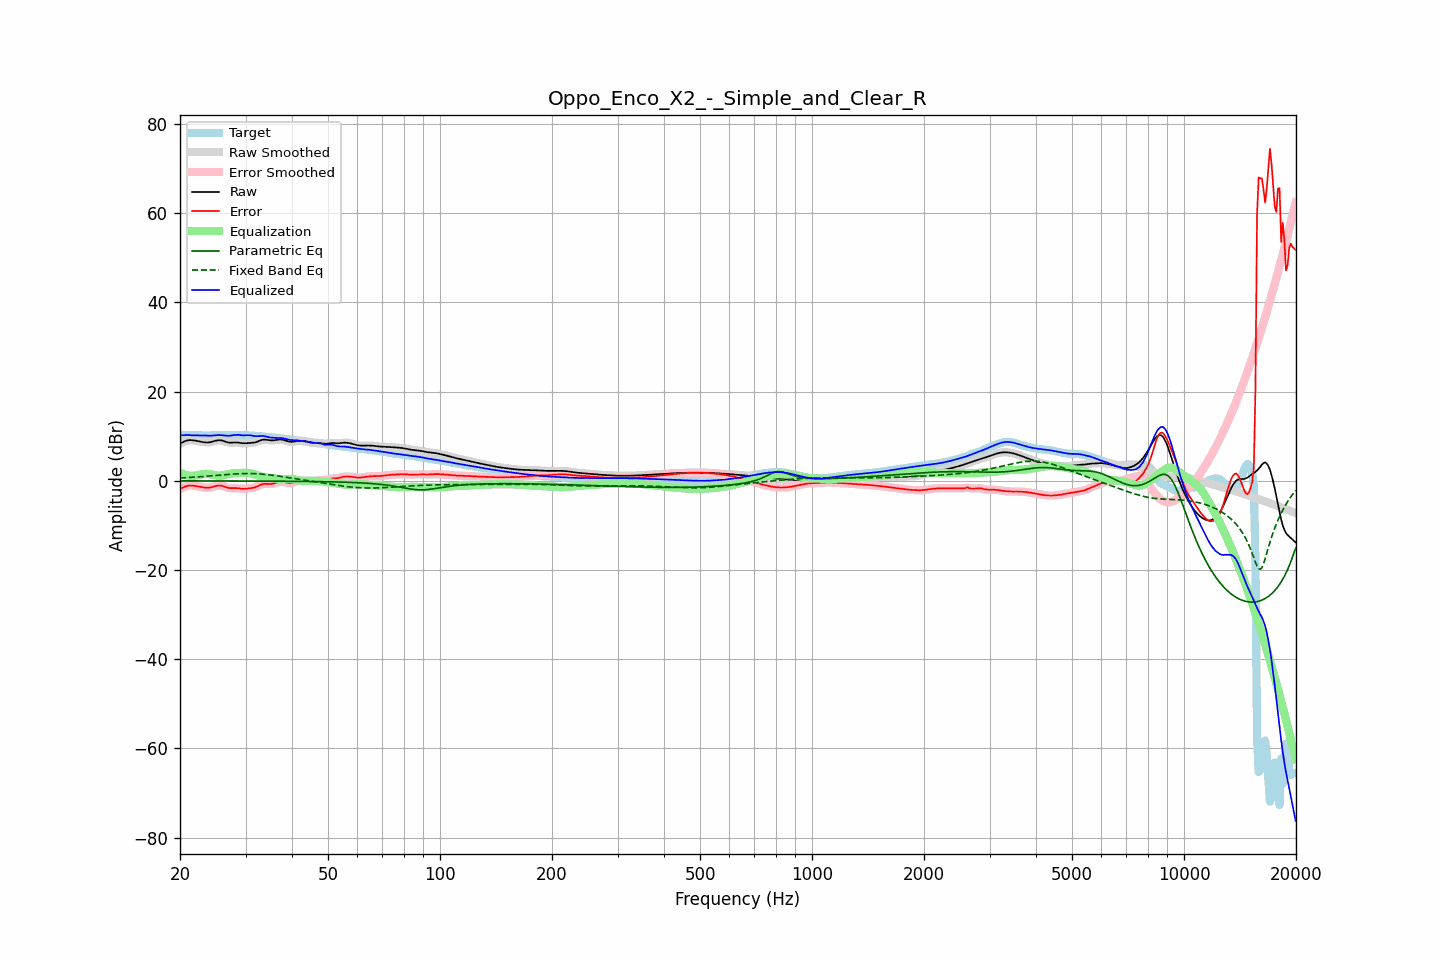 Oppo_Enco_X2_-_Simple_and_Clear_R
80
60
40
20
0
−20
−40
−60
−80
Amplitude (dBr)
Target
Raw Smoothed
Error Smoothed
Raw
Error
Equalization
Parametric Eq
Fixed Band Eq
Equalized
20 50 100 200 500 1000 2000 5000 10000 20000
Frequency (Hz)